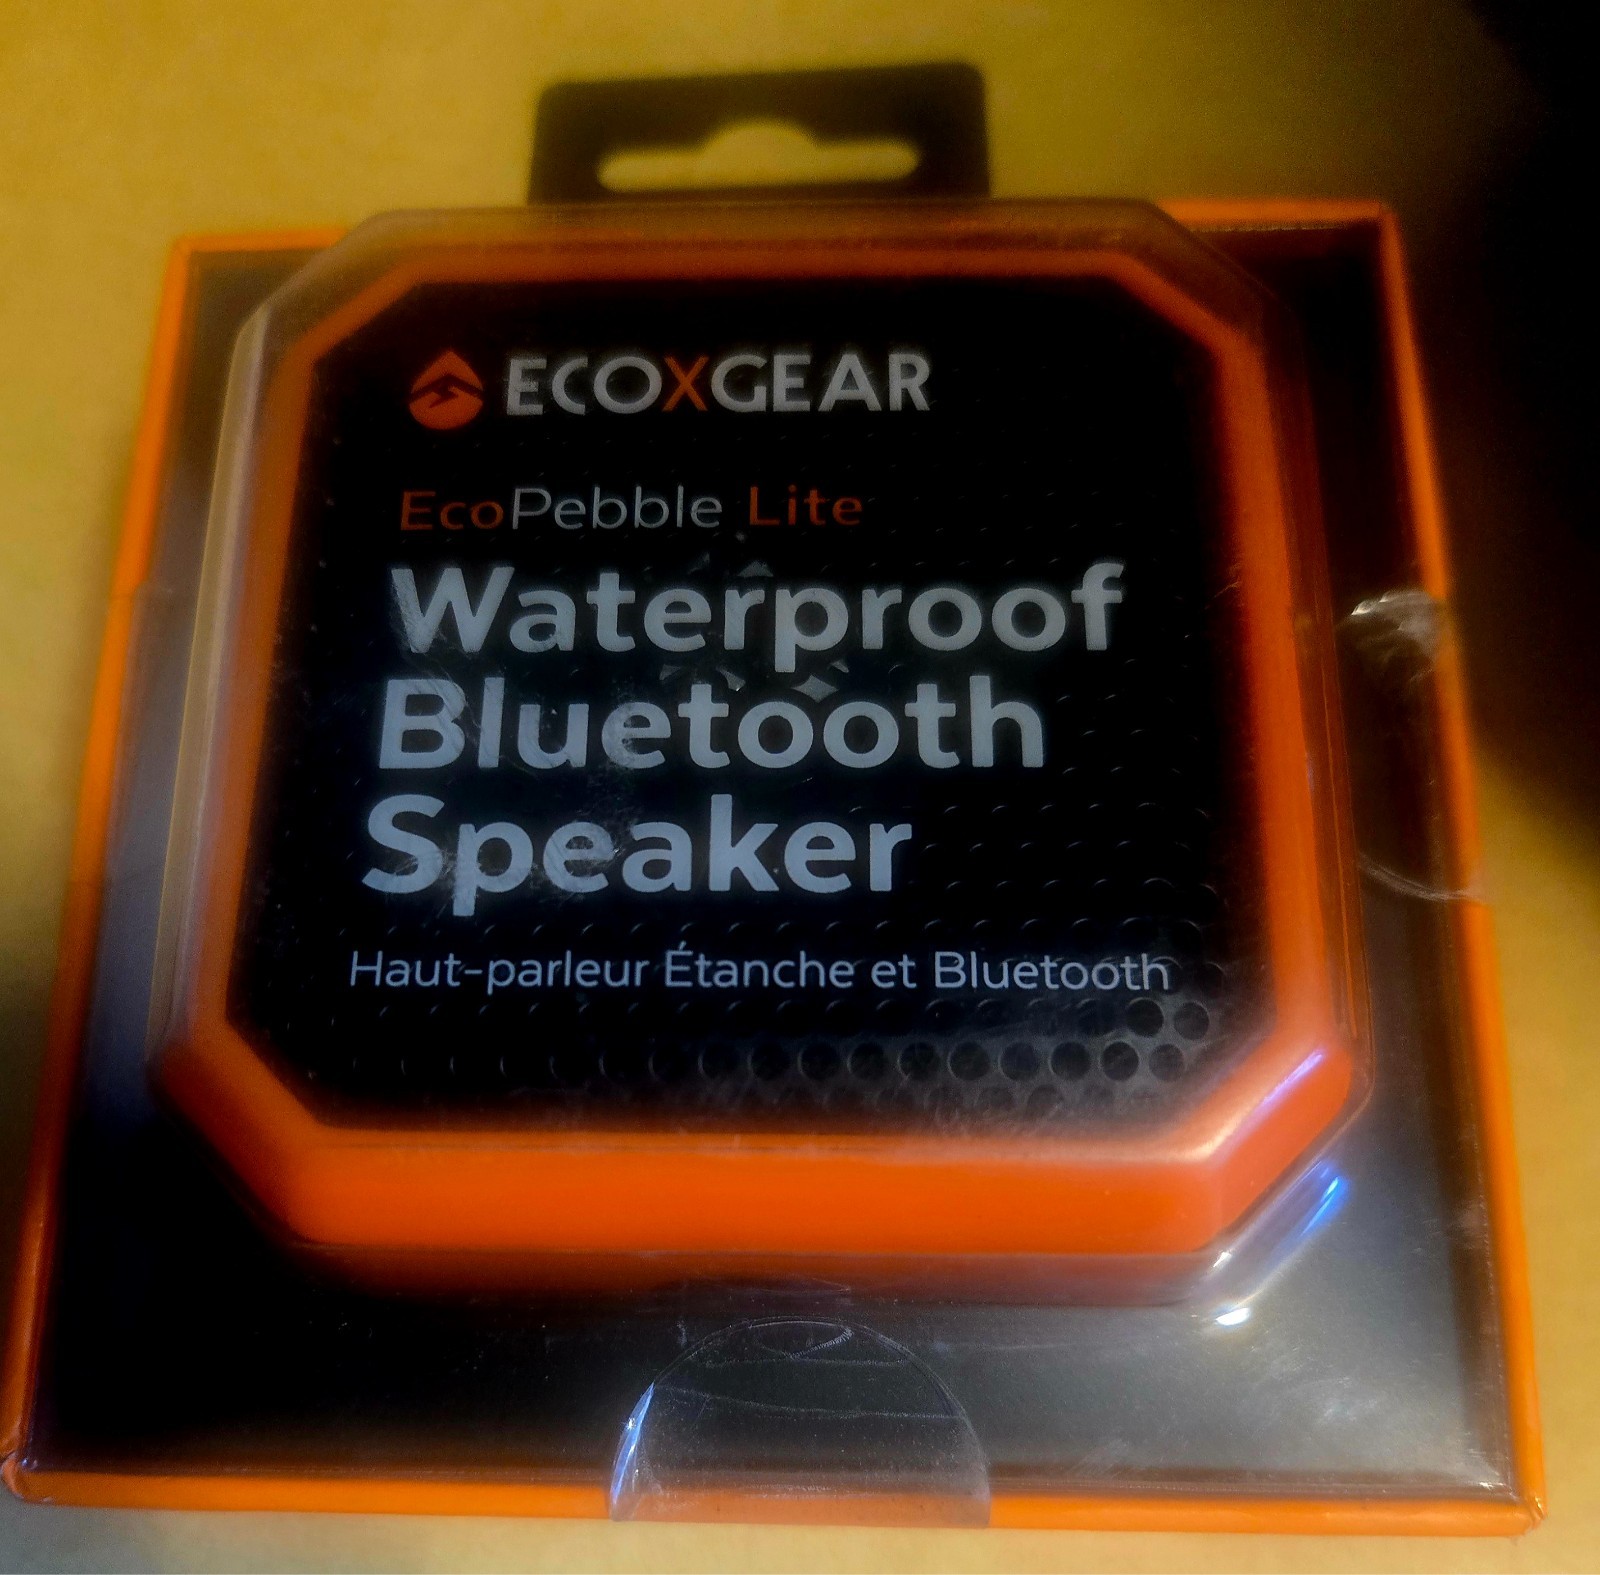 ECOXGEAR
EcoPebble Lite
Waterproof
Bluetooth
Speaker
Haut-parleur Étanche et Bluetooth